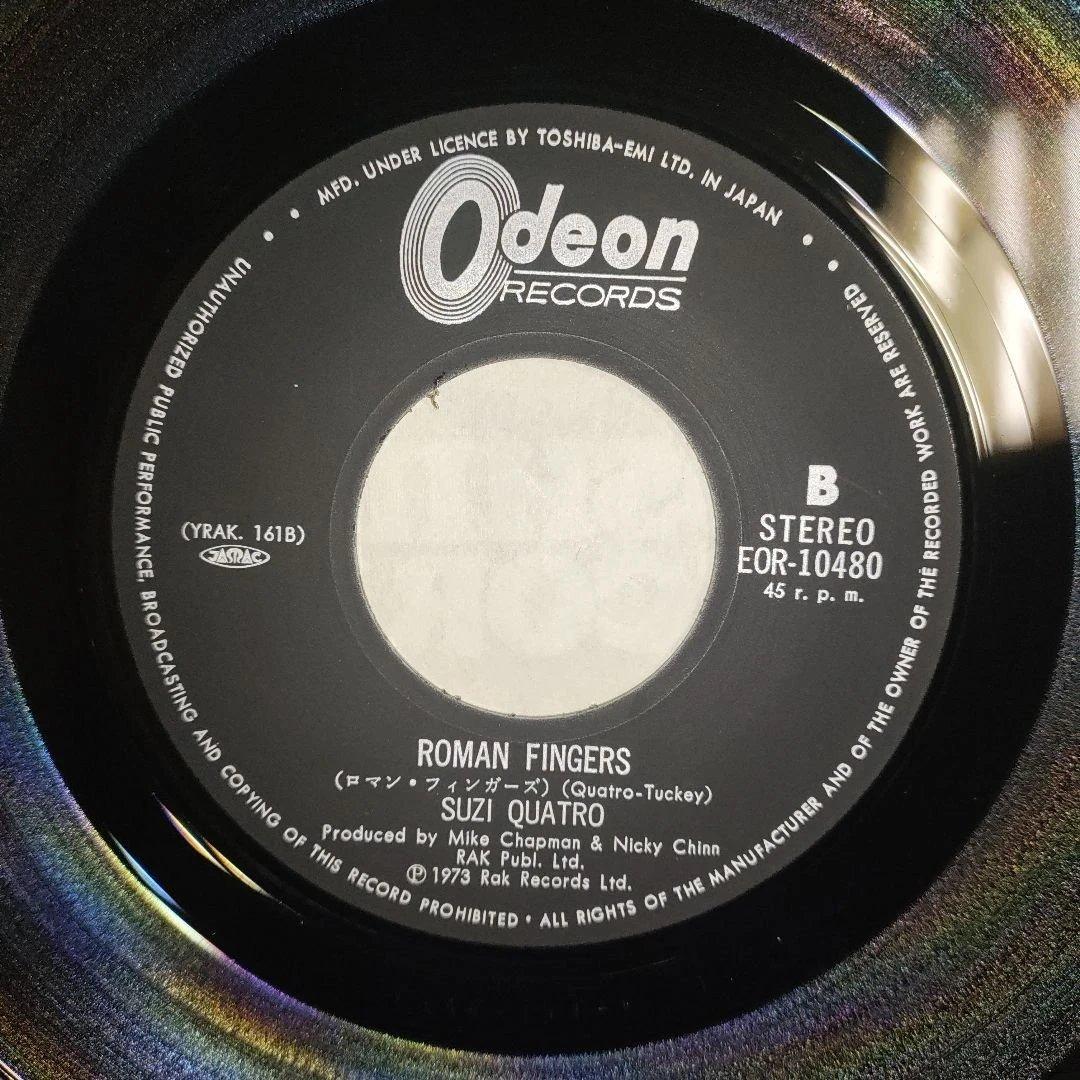 MFD. UNDER LICENCE BY TOSHIBA-EMI LTD. IN JAPAN
Odeon
RECORDS
B
STEREO
EOR-10480
45 r. p. m.
(YRAK. 161B)
JASRAC
ROMAN FINGERS
(ロマン・フィンガーズ) (Quatro-Tuckey)
SUZI QUATRO
Produced by Mike Chapman & Nicky Chinn
RAK Publ. Ltd.
Ⓟ 1973 Rak Records Ltd.
UNAUTHORIZED PUBLIC PERFORMANCE, BROADCASTING AND COPYING OF THIS RECORD PROHIBITED • ALL RIGHTS OF THE MANUFACTURER AND OF THE OWNER OF THE RECORDED WORK ARE RESERVED